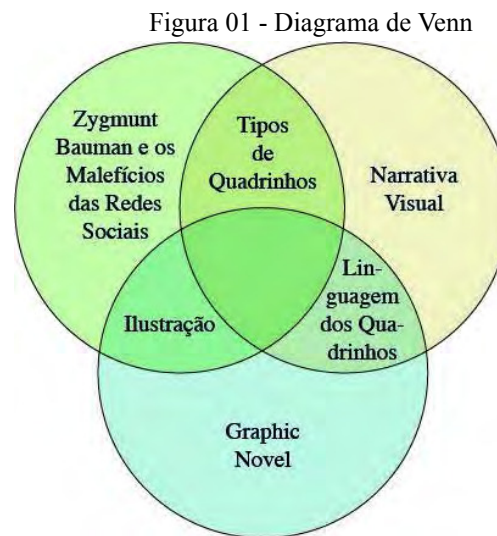 Figura 01 - Diagrama de Venn
Zygmunt
Bauman e os
Malefícios
das Redes
Sociais
Tipos
de
Quadrinhos
Narrativa
Visual
Ilustração
Lin-
guagem
dos Qua-
drinhos
Graphic
Novel